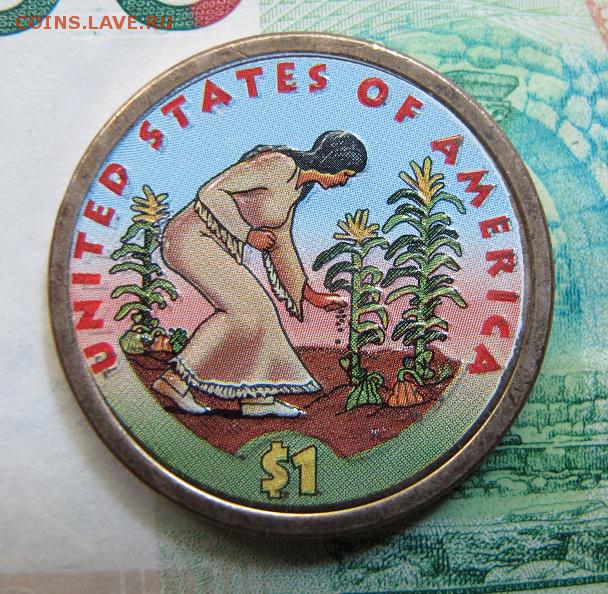 COINS.LAVE.RU
UNITED STATES OF AMERICA
$1